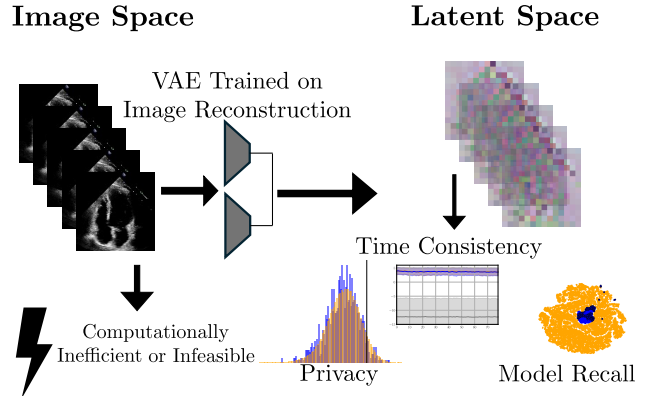 Image Space
Latent Space
VAE Trained on
Image Reconstruction
Time Consistency
Computationally
Inefficient or Infeasible
Privacy
Model Recall